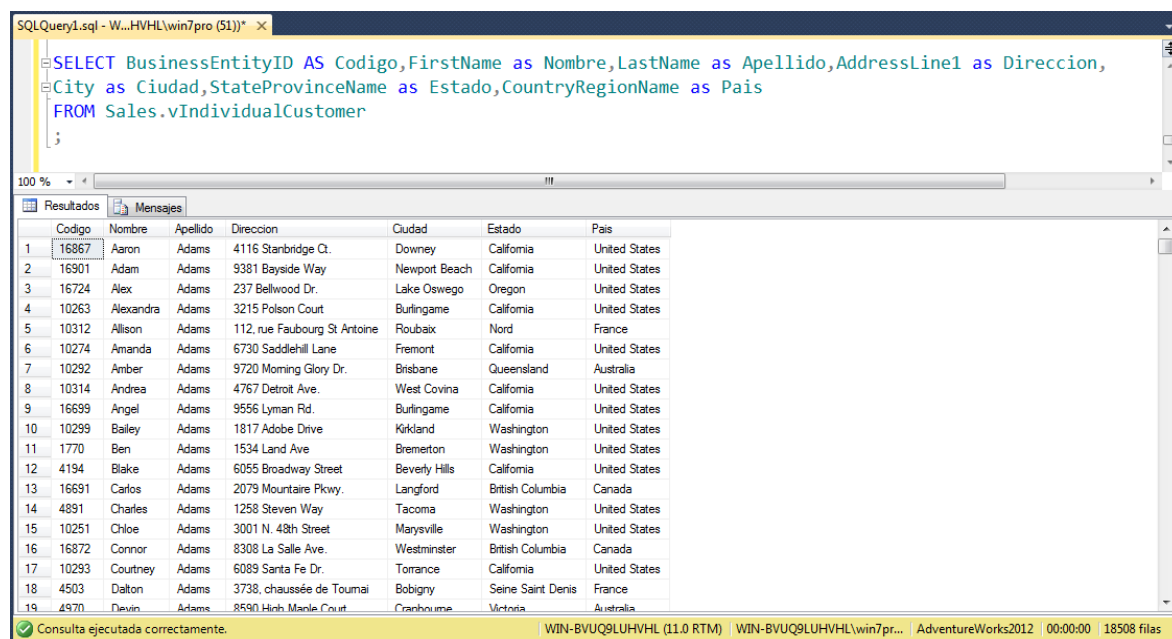 SQLQuery1.sql - W...HVHL\win7pro (51))* ×
SELECT BusinessEntityID AS Codigo,FirstName as Nombre,LastName as Apellido,AddressLine1 as Direccion,
City as Ciudad,StateProvinceName as Estado,CountryRegionName as Pais
FROM Sales.vIndividualCustomer
;
100 %
Resultados Mensajes
Codigo Nombre Apellido Direccion Ciudad Estado Pais
1 16867 Aaron Adams 4116 Stanbridge Ct. Downey California United States
2 16901 Adam Adams 9381 Bayside Way Newport Beach California United States
3 16724 Alex Adams 237 Bellwood Dr. Lake Oswego Oregon United States
4 10263 Alexandra Adams 3215 Polson Court Burlingame California United States
5 10312 Allison Adams 112, rue Faubourg St Antoine Roubaix Nord France
6 10274 Amanda Adams 6730 Saddlehill Lane Fremont California United States
7 10292 Amber Adams 9720 Morning Glory Dr. Brisbane Queensland Australia
8 10314 Andrea Adams 4767 Detroit Ave. West Covina California United States
9 16699 Angel Adams 9556 Lyman Rd. Burlingame California United States
10 10299 Bailey Adams 1817 Adobe Drive Kirkland Washington United States
11 1770 Ben Adams 1534 Land Ave Bremerton Washington United States
12 4194 Blake Adams 6055 Broadway Street Beverly Hills California United States
13 16691 Carlos Adams 2079 Mountaire Pkwy. Langford British Columbia Canada
14 4891 Charles Adams 1258 Steven Way Tacoma Washington United States
15 10251 Chloe Adams 3001 N. 48th Street Marysville Washington United States
16 16872 Connor Adams 8308 La Salle Ave. Westminster British Columbia Canada
17 10293 Courtney Adams 6089 Santa Fe Dr. Torrance California United States
18 4503 Dalton Adams 3738, chaussée de Tournai Bobigny Seine Saint Denis France
19 4970 Devin Adams 8590 High Maple Court Cranbourne Victoria Australia
Consulta ejecutada correctamente. WIN-BVUQ9LUHVHL (11.0 RTM) WIN-BVUQ9LUHVHL\win7pr... AdventureWorks2012 00:00:00 18508 filas